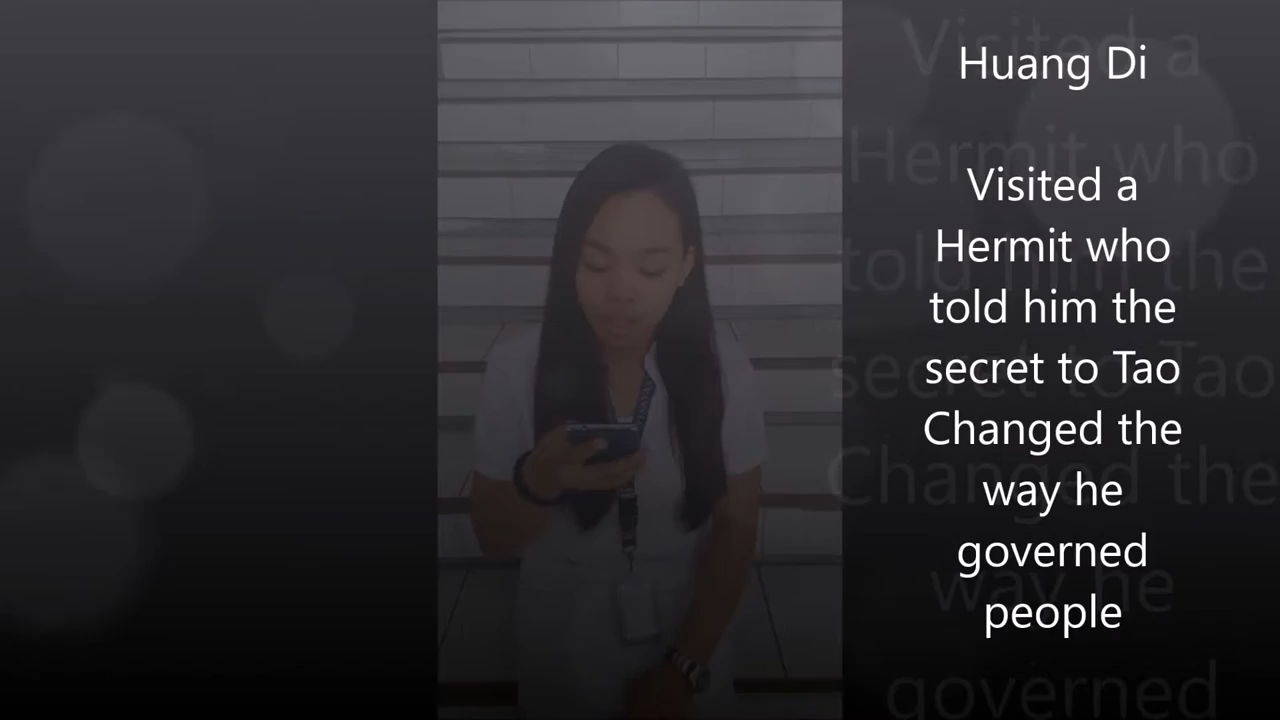 Huang Di
Visited a
Hermit who
told him the
secret to Tao
Changed the
way he
governed
people